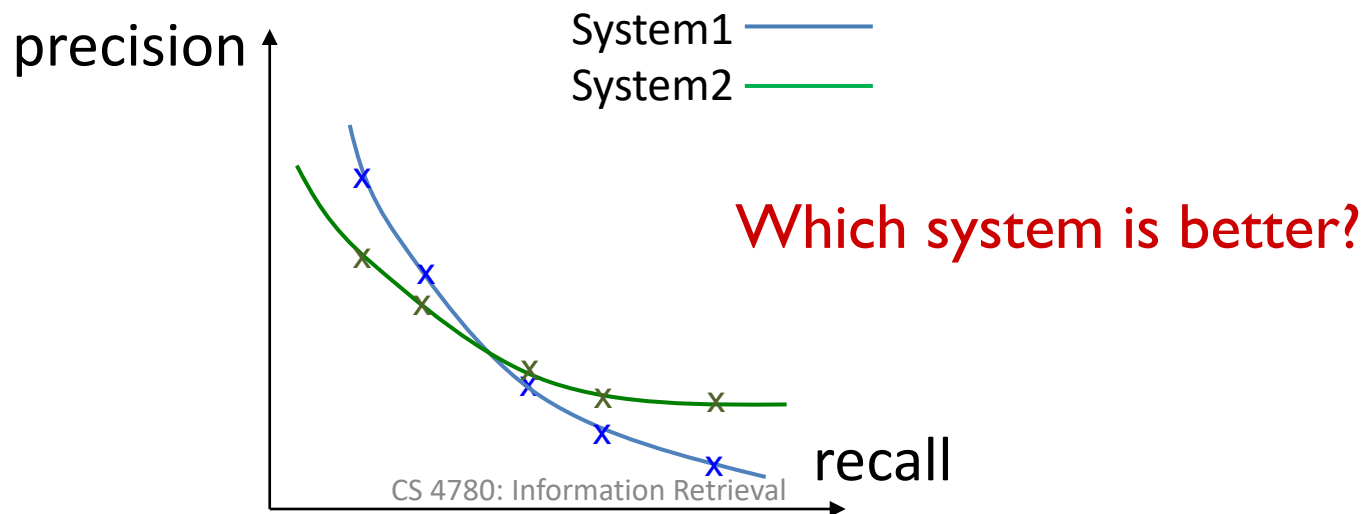 precision
System1
System2
Which system is better?
x
x
x
x
x
x
x
x
x
x
recall
CS 4780: Information Retrieval